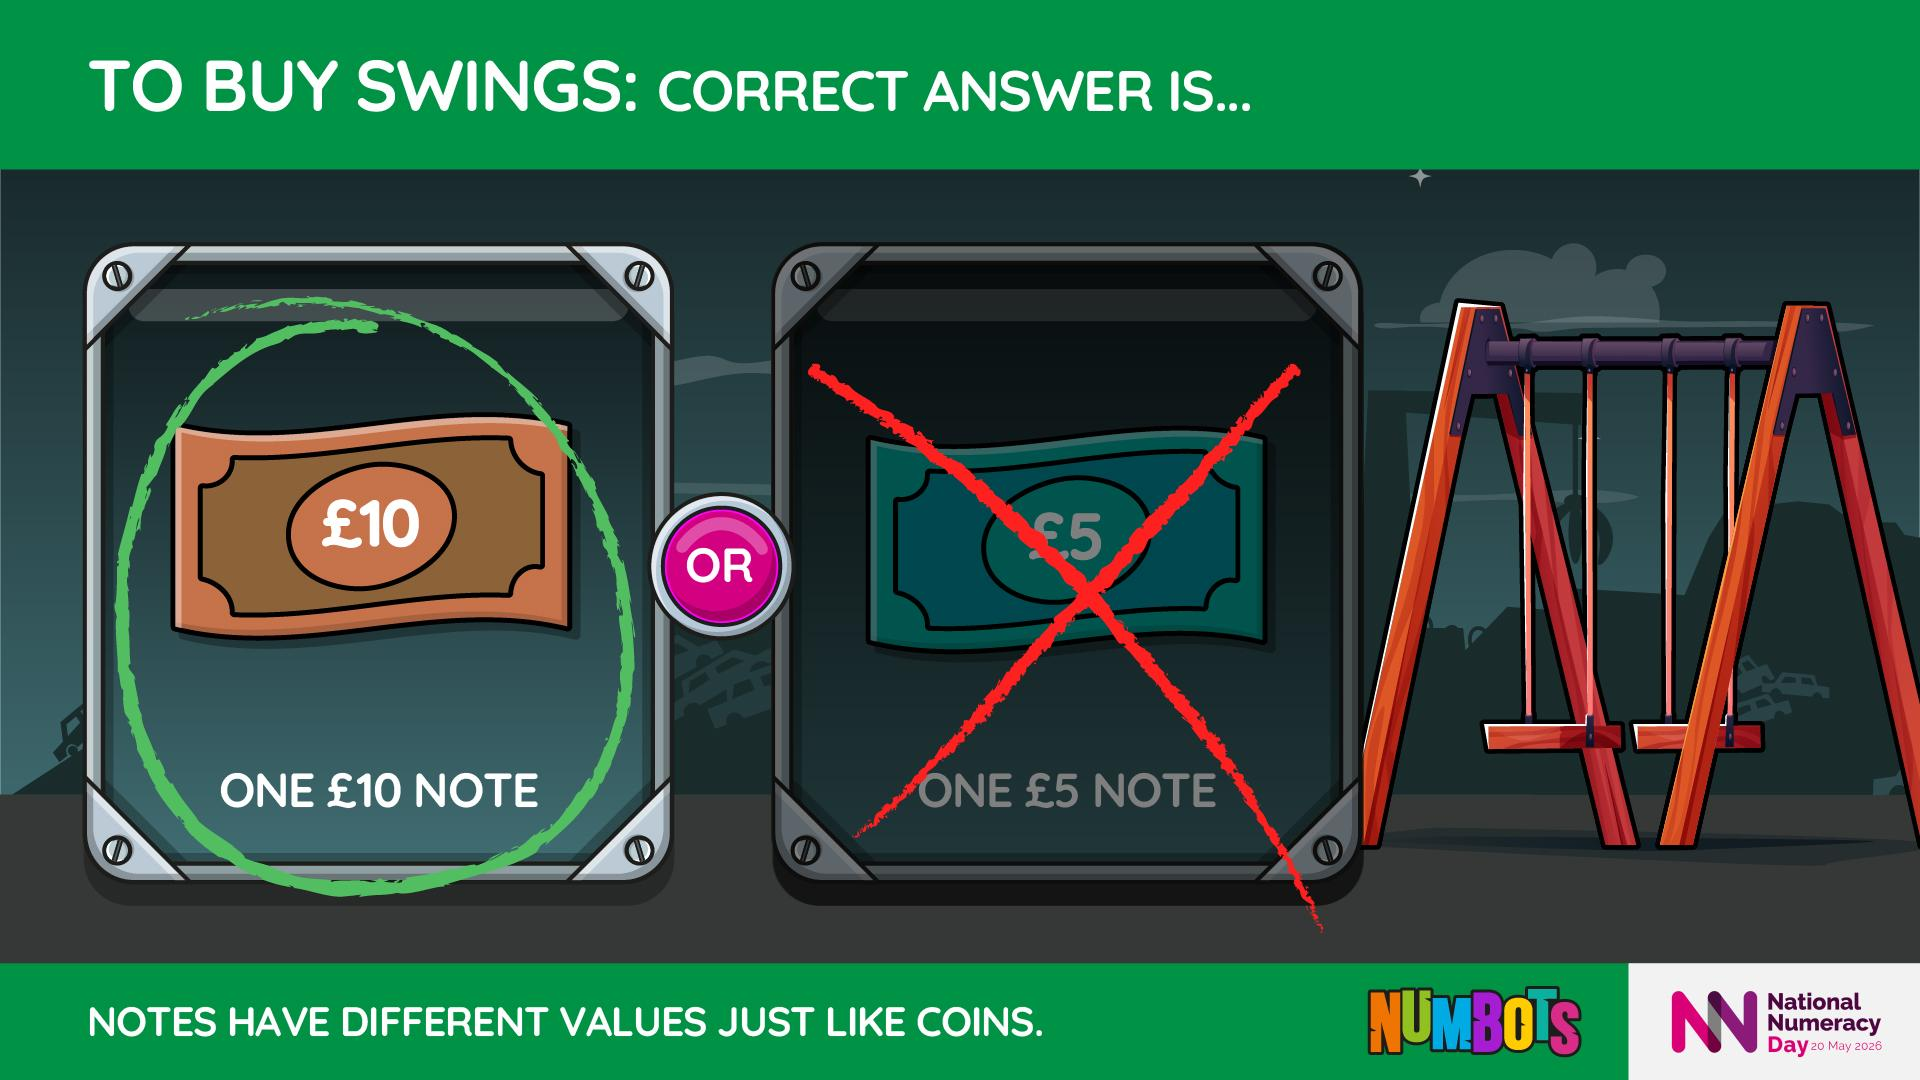 TO BUY SWINGS: CORRECT ANSWER IS...
£10
£5
OR
ONE £10 NOTE
ONE £5 NOTE
NOTES HAVE DIFFERENT VALUES JUST LIKE COINS.
NUMBOTS
National
Numeracy
Day 20 May 2026